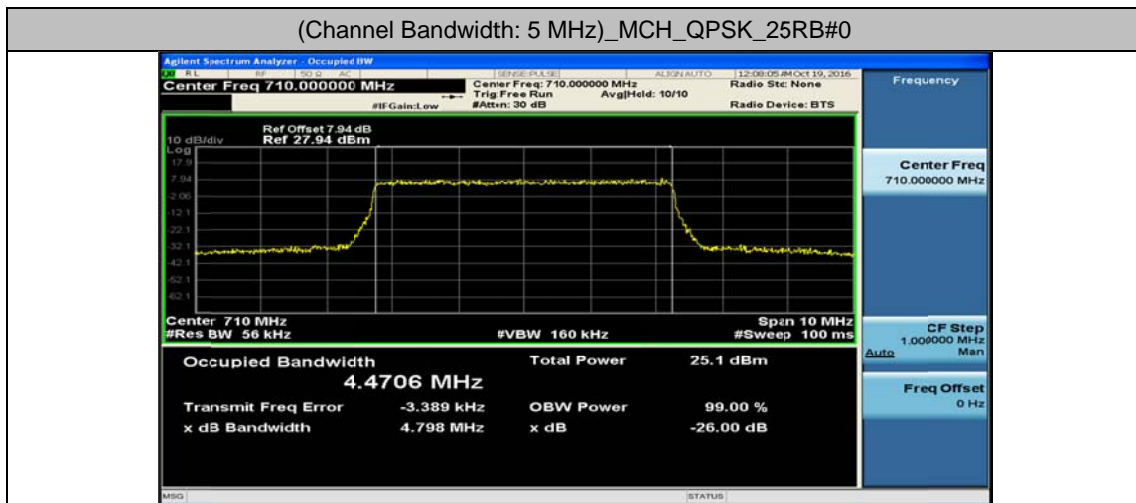 (Channel Bandwidth: 5 MHz)_MCH_QPSK_25RB#0
Agilent Spectrum Analyzer - Occupied BW
RL RF 50 Ω AC SENSE:PULSE ALIGN AUTO 12:08:05 AM Oct 19, 2016
Center Freq 710.000000 MHz
Center Freq: 710.000000 MHz
Radio Std: None
Trig: Free Run Avg|Hold: 10/10
#IFGain:Low #Atten: 30 dB Radio Device: BTS
Ref Offset 7.94 dB
10 dB/div Ref 27.94 dBm
Log
17.9
7.94
-2.06
-12.1
-22.1
-32.1
-42.1
-52.1
-62.1
Center 710 MHz Span 10 MHz
#Res BW 56 kHz #VBW 160 kHz #Sweep 100 ms
Occupied Bandwidth Total Power 25.1 dBm
4.4706 MHz
Transmit Freq Error -3.389 kHz OBW Power 99.00 %
x dB Bandwidth 4.798 MHz x dB -26.00 dB
Frequency
Center Freq
710.000000 MHz
CF Step
1.000000 MHz
Auto Man
Freq Offset
0 Hz
MSG STATUS